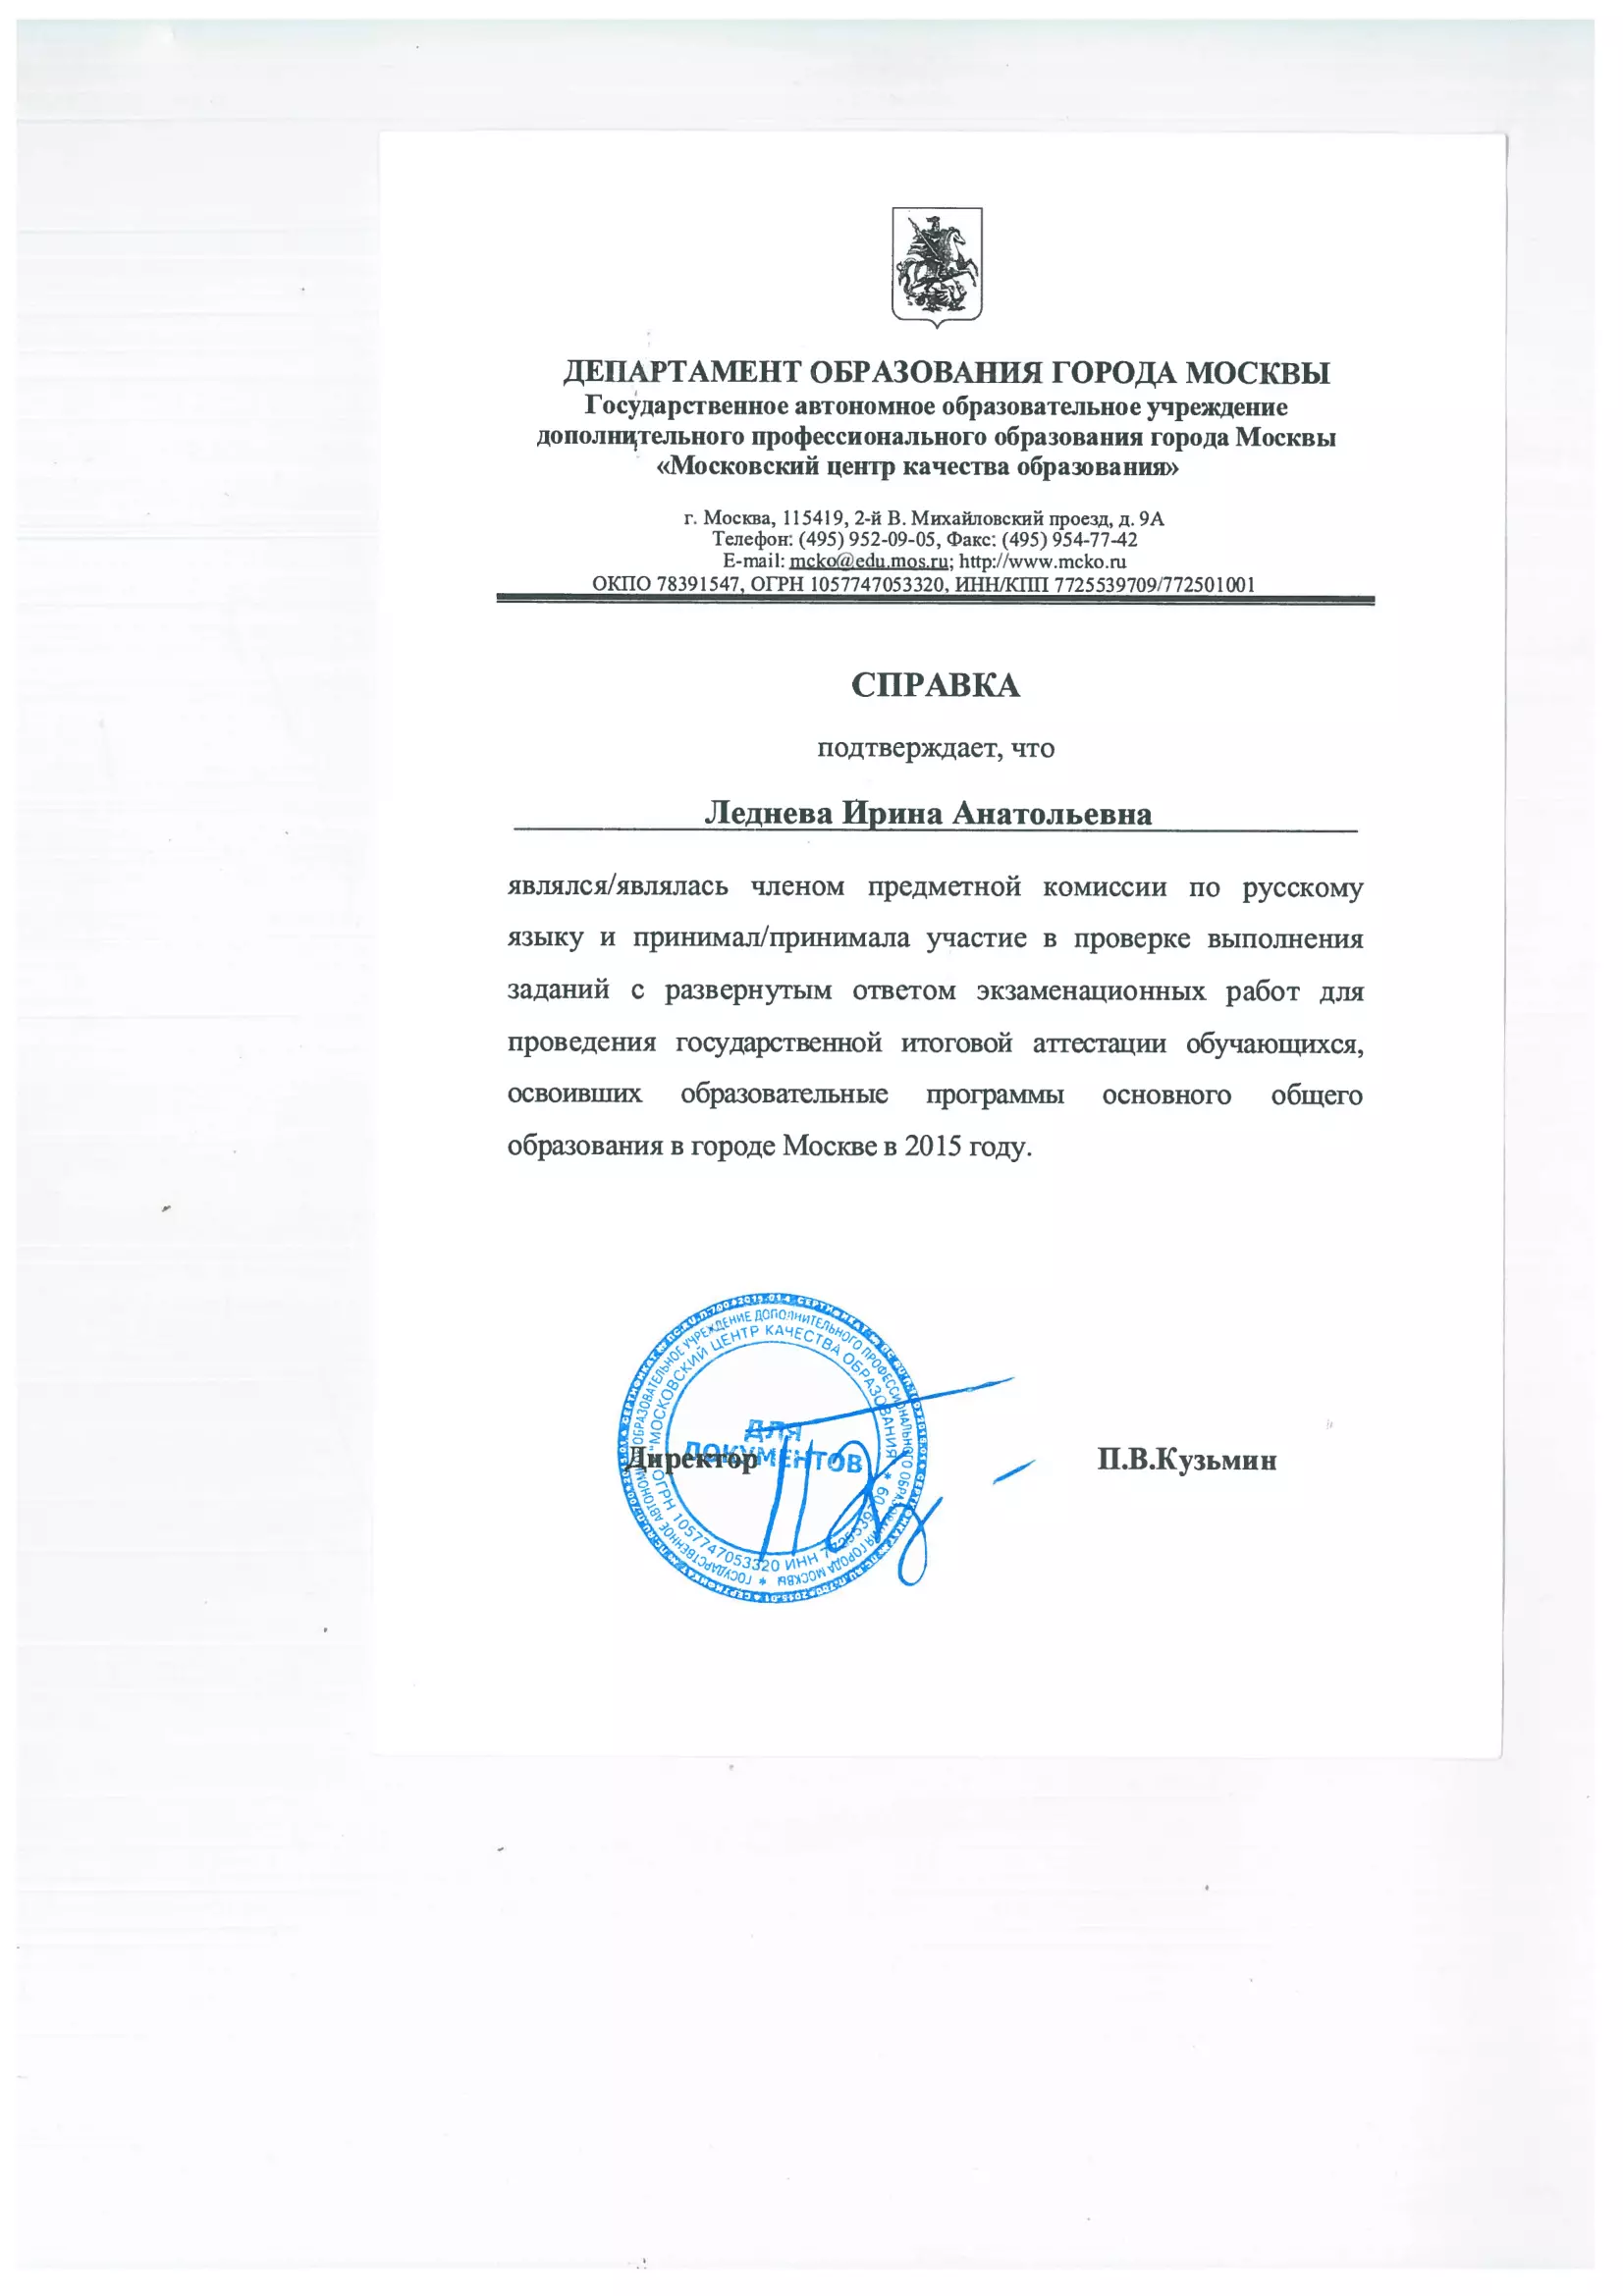 ДЕПАРТАМЕНТ ОБРАЗОВАНИЯ ГОРОДА МОСКВЫ
Государственное автономное образовательное учреждение
дополнительного профессионального образования города Москвы
«Московский центр качества образования»
г. Москва, 115419, 2-й В. Михайловский проезд, д. 9А
Телефон: (495) 952-09-05, Факс: (495) 954-77-42
E-mail: mcko@edu.mos.ru; http://www.mcko.ru
ОКПО 78391547, ОГРН 1057747053320, ИНН/КПП 7725539709/772501001
СПРАВКА
подтверждает, что
Леднева Ирина Анатольевна
являлся/являлась членом предметной комиссии по русскому
языку и принимал/принимала участие в проверке выполнения
заданий с развернутым ответом экзаменационных работ для
проведения государственной итоговой аттестации обучающихся,
освоивших образовательные программы основного общего
образования в городе Москве в 2015 году.
Директор
П.В.Кузьмин
ДЛЯ
ДОКУМЕНТОВ
"МОСКОВСКИЙ ЦЕНТР КАЧЕСТВА ОБРАЗОВАНИЯ
ОГРН 1057747053320 ИНН 7725539709
ГОСУДАРСТВЕННОЕ АВТОНОМНОЕ ОБРАЗОВАТЕЛЬНОЕ УЧРЕЖДЕНИЕ ДОПОЛНИТЕЛЬНОГО ПРОФЕССИОНАЛЬНОГО ОБРАЗОВАНИЯ ГОРОДА МОСКВЫ